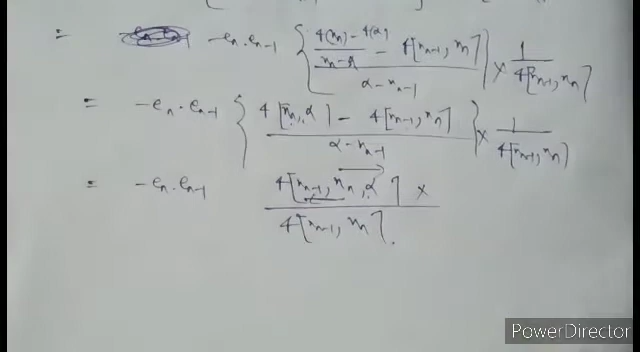 = -eₙ.eₙ₋₁ { (f(xₙ) - f(α))/(xₙ - α) - f[xₙ₋₁, xₙ] / (α - xₙ₋₁) } × 1/f[xₙ₋₁, xₙ]
= -eₙ.eₙ₋₁ { f[xₙ, α] - f[xₙ₋₁, xₙ] / (α - xₙ₋₁) } × 1/f[xₙ₋₁, xₙ]
= -eₙ.eₙ₋₁ f[xₙ₋₁, xₙ, α] × / f[xₙ₋₁, xₙ].
PowerDirector